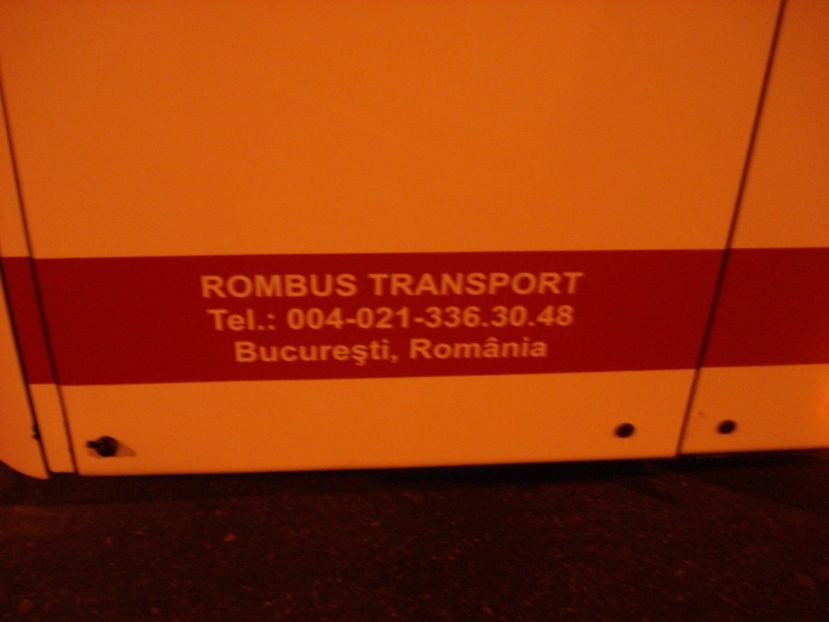 ROMBUS TRANSPORT
Tel.: 004-021-336.30.48
Bucureşti, România